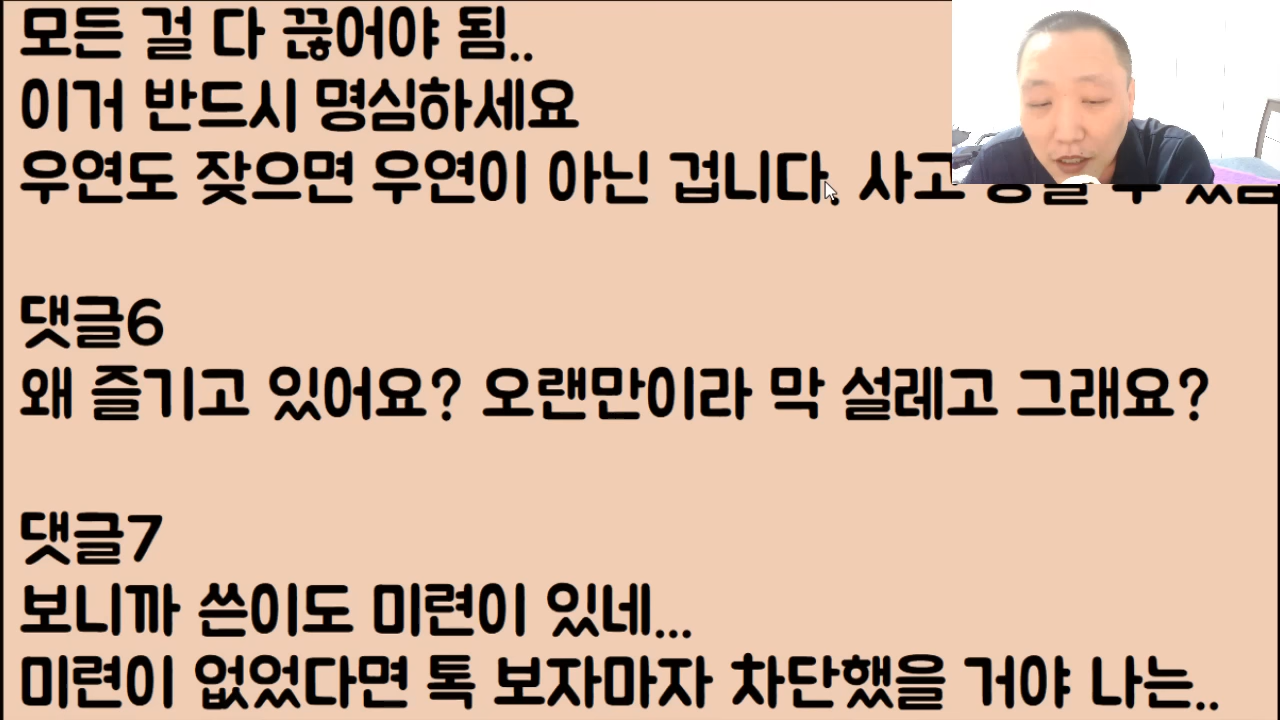 모든 걸 다 끊어야 됨..
이거 반드시 명심하세요
우연도 잦으면 우연이 아닌 겁니다. 사고
댓글6
왜 즐기고 있어요? 오랜만이라 막 설레고 그래요?
댓글7
보니까 쓴이도 미련이 있네...
미련이 없었다면 톡 보자마자 차단했을 거야 나는..